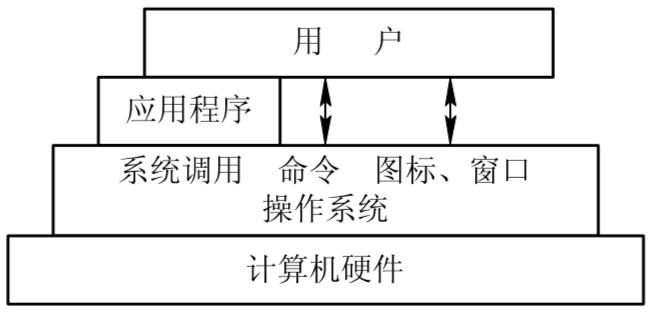 用 户
应用程序
系统调用 命令 图标、窗口
操作系统
计算机硬件